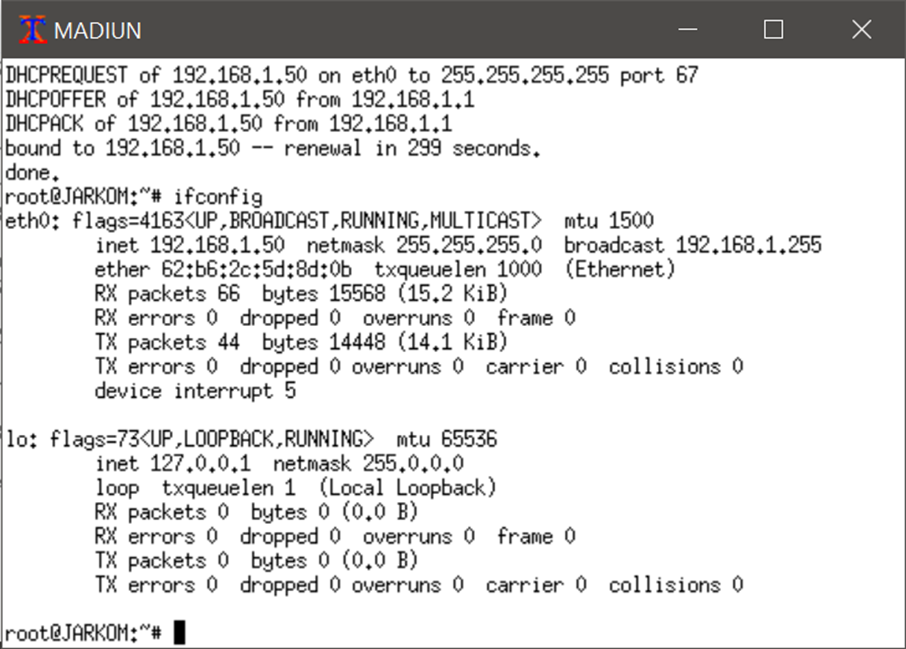 MADIUN
DHCPREQUEST of 192.168.1.50 on eth0 to 255.255.255.255 port 67
DHCPOFFER of 192.168.1.50 from 192.168.1.1
DHCPACK of 192.168.1.50 from 192.168.1.1
bound to 192.168.1.50 -- renewal in 299 seconds.
done.
root@JARKOM:~# ifconfig
eth0: flags=4163<UP,BROADCAST,RUNNING,MULTICAST>  mtu 1500
        inet 192.168.1.50  netmask 255.255.255.0  broadcast 192.168.1.255
        ether 62:b6:2c:5d:8d:0b  txqueuelen 1000  (Ethernet)
        RX packets 66  bytes 15568 (15.2 KiB)
        RX errors 0  dropped 0  overruns 0  frame 0
        TX packets 44  bytes 14448 (14.1 KiB)
        TX errors 0  dropped 0 overruns 0  carrier 0  collisions 0
        device interrupt 5
lo: flags=73<UP,LOOPBACK,RUNNING>  mtu 65536
        inet 127.0.0.1  netmask 255.0.0.0
        loop  txqueuelen 1  (Local Loopback)
        RX packets 0  bytes 0 (0.0 B)
        RX errors 0  dropped 0  overruns 0  frame 0
        TX packets 0  bytes 0 (0.0 B)
        TX errors 0  dropped 0 overruns 0  carrier 0  collisions 0
root@JARKOM:~#